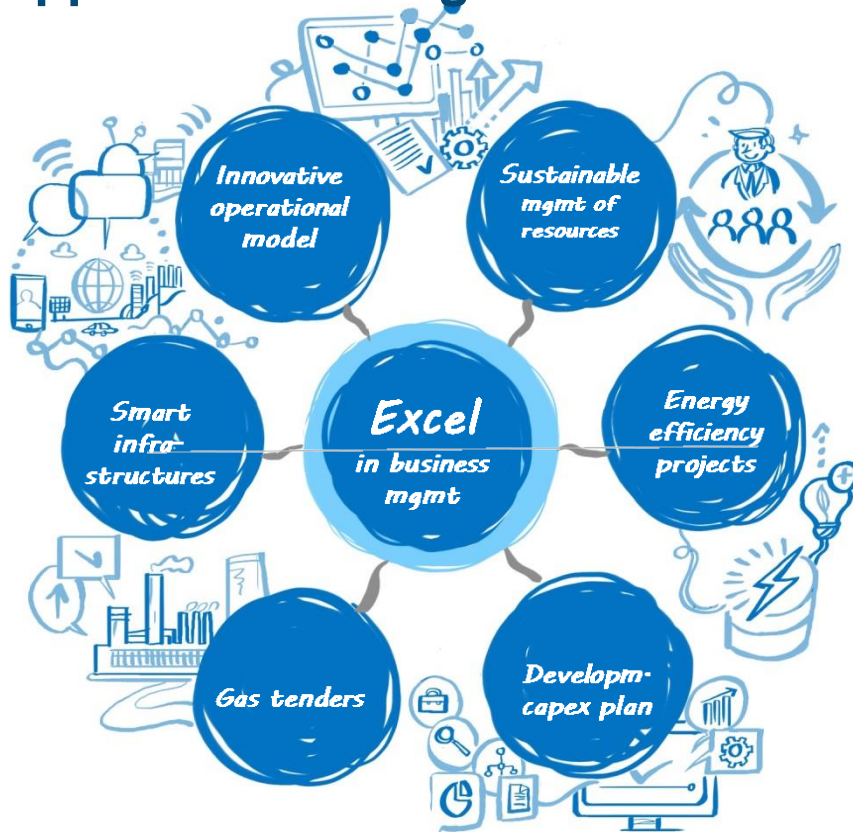 Innovative
operational
model
Sustainable
mgmt of
resources
Smart
infra-
structures
Excel
in business
mgmt
Energy
efficiency
projects
Gas tenders
Developm-
capex plan